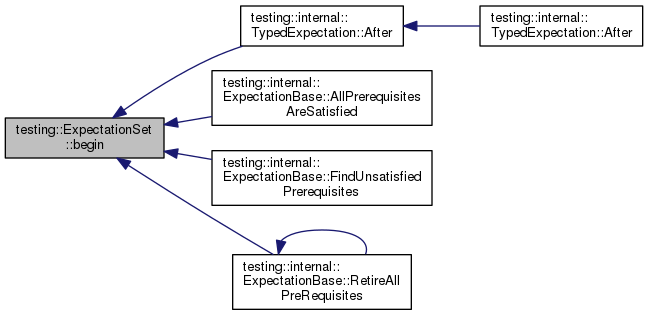 testing::internal::
TypedExpectation::After
testing::internal::
TypedExpectation::After
testing::internal::
ExpectationBase::AllPrerequisites
AreSatisfied
testing::ExpectationSet
::begin
testing::internal::
ExpectationBase::FindUnsatisfied
Prerequisites
testing::internal::
ExpectationBase::RetireAll
PreRequisites